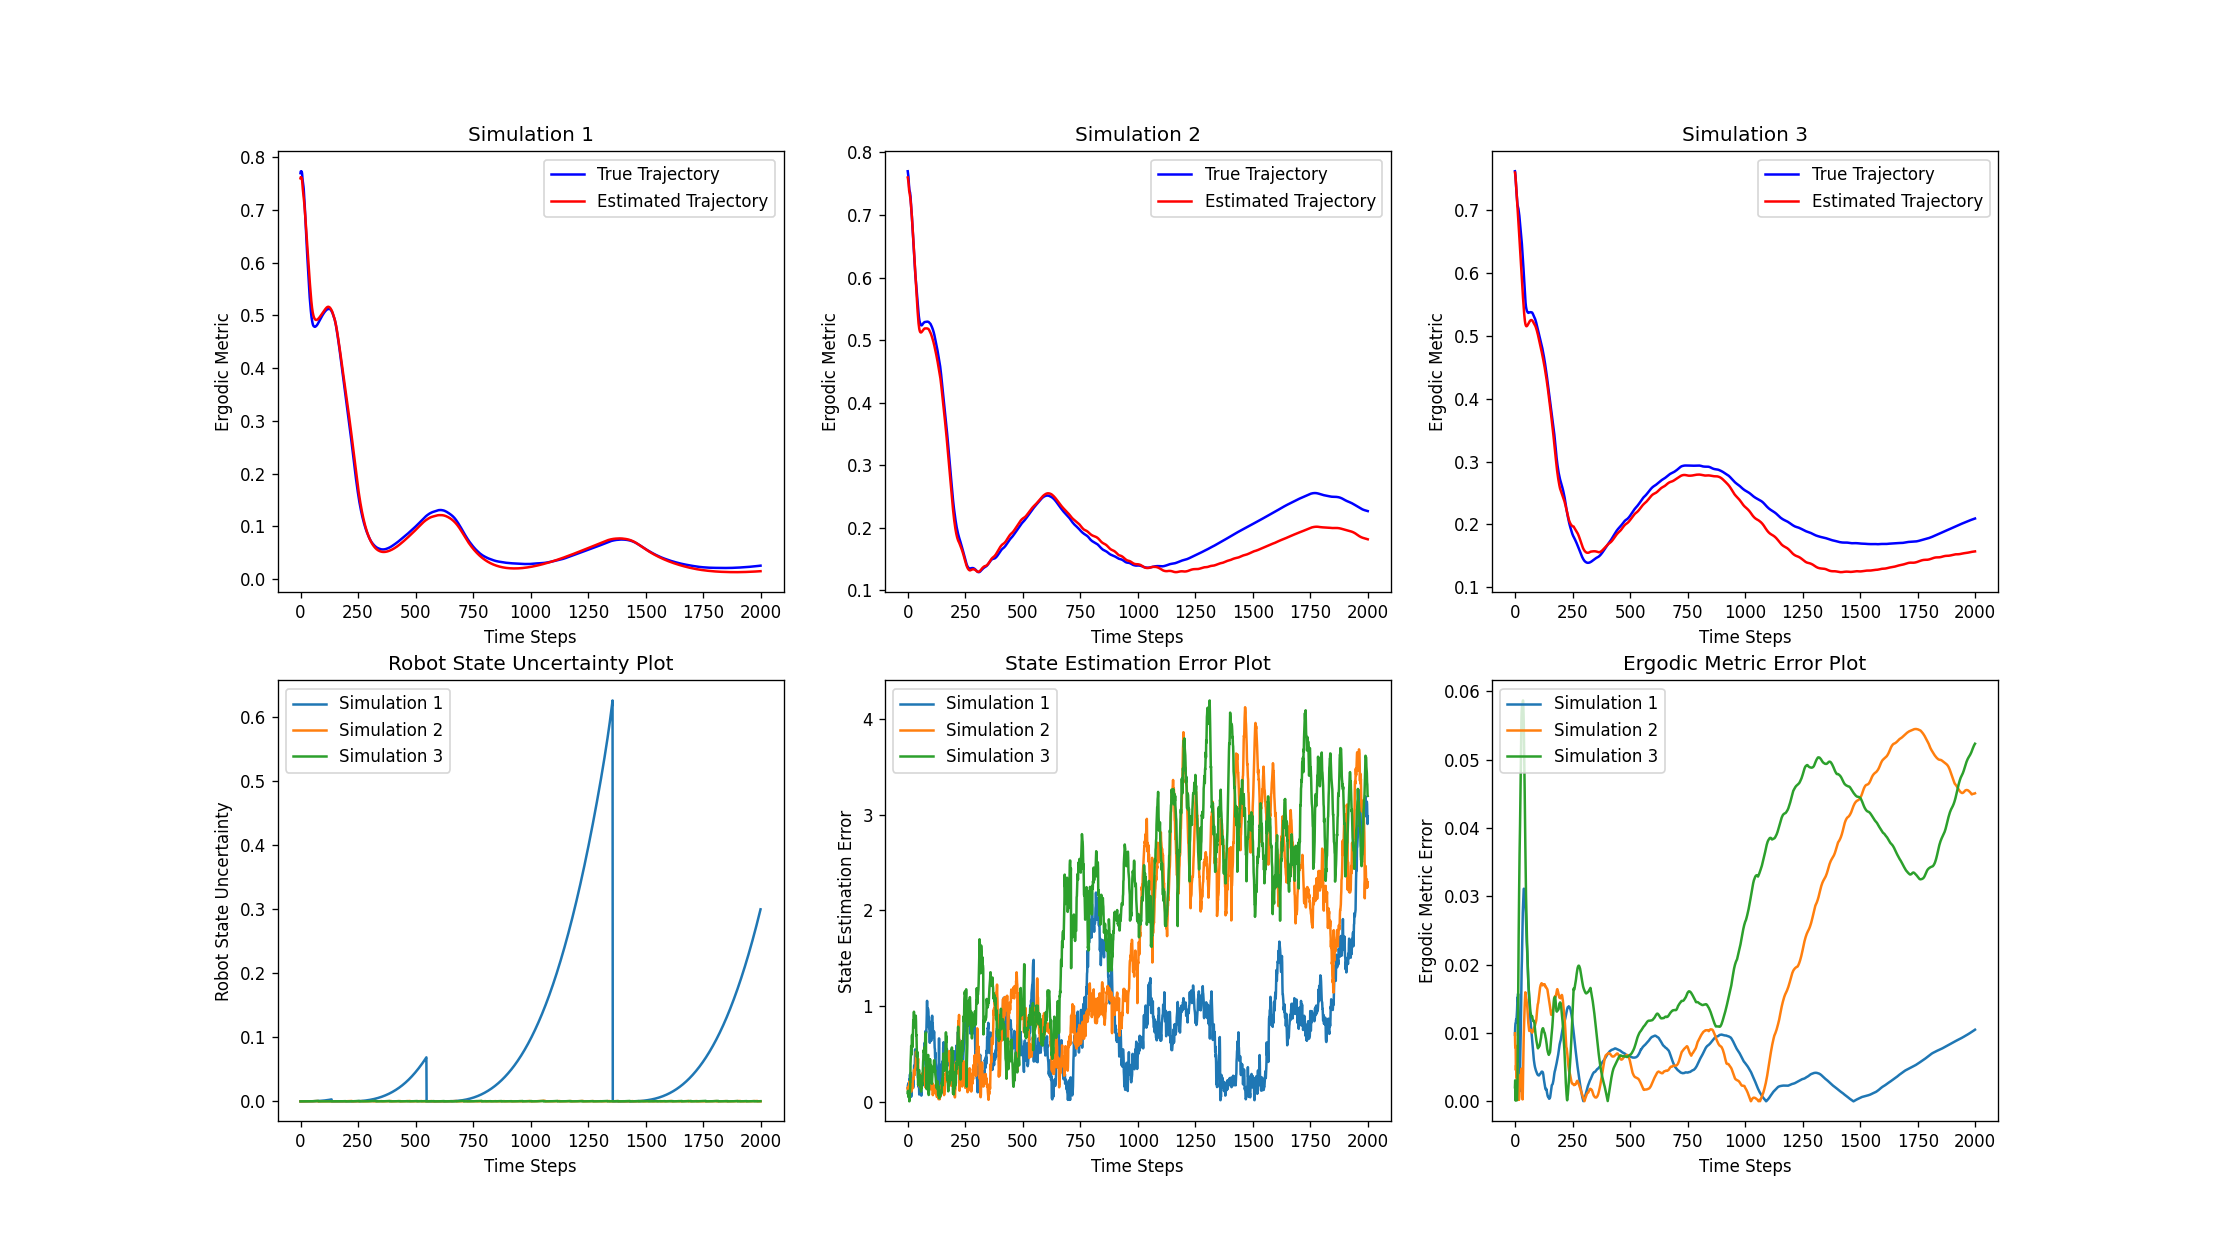 Simulation 1
0.8
0.7
0.6
0.5
0.4
0.3
0.2
0.1
0.0
Ergodic Metric
True Trajectory
Estimated Trajectory
0 250 500 750 1000 1250 1500 1750 2000
Time Steps
Simulation 2
0.8
0.7
0.6
0.5
0.4
0.3
0.2
0.1
Ergodic Metric
True Trajectory
Estimated Trajectory
0 250 500 750 1000 1250 1500 1750 2000
Time Steps
Simulation 3
0.7
0.6
0.5
0.4
0.3
0.2
0.1
Ergodic Metric
True Trajectory
Estimated Trajectory
0 250 500 750 1000 1250 1500 1750 2000
Time Steps
Robot State Uncertainty Plot
0.6
0.5
0.4
0.3
0.2
0.1
0.0
Robot State Uncertainty
Simulation 1
Simulation 2
Simulation 3
0 250 500 750 1000 1250 1500 1750 2000
Time Steps
State Estimation Error Plot
4
3
2
1
0
State Estimation Error
Simulation 1
Simulation 2
Simulation 3
0 250 500 750 1000 1250 1500 1750 2000
Time Steps
Ergodic Metric Error Plot
0.06
0.05
0.04
0.03
0.02
0.01
0.00
Ergodic Metric Error
Simulation 1
Simulation 2
Simulation 3
0 250 500 750 1000 1250 1500 1750 2000
Time Steps